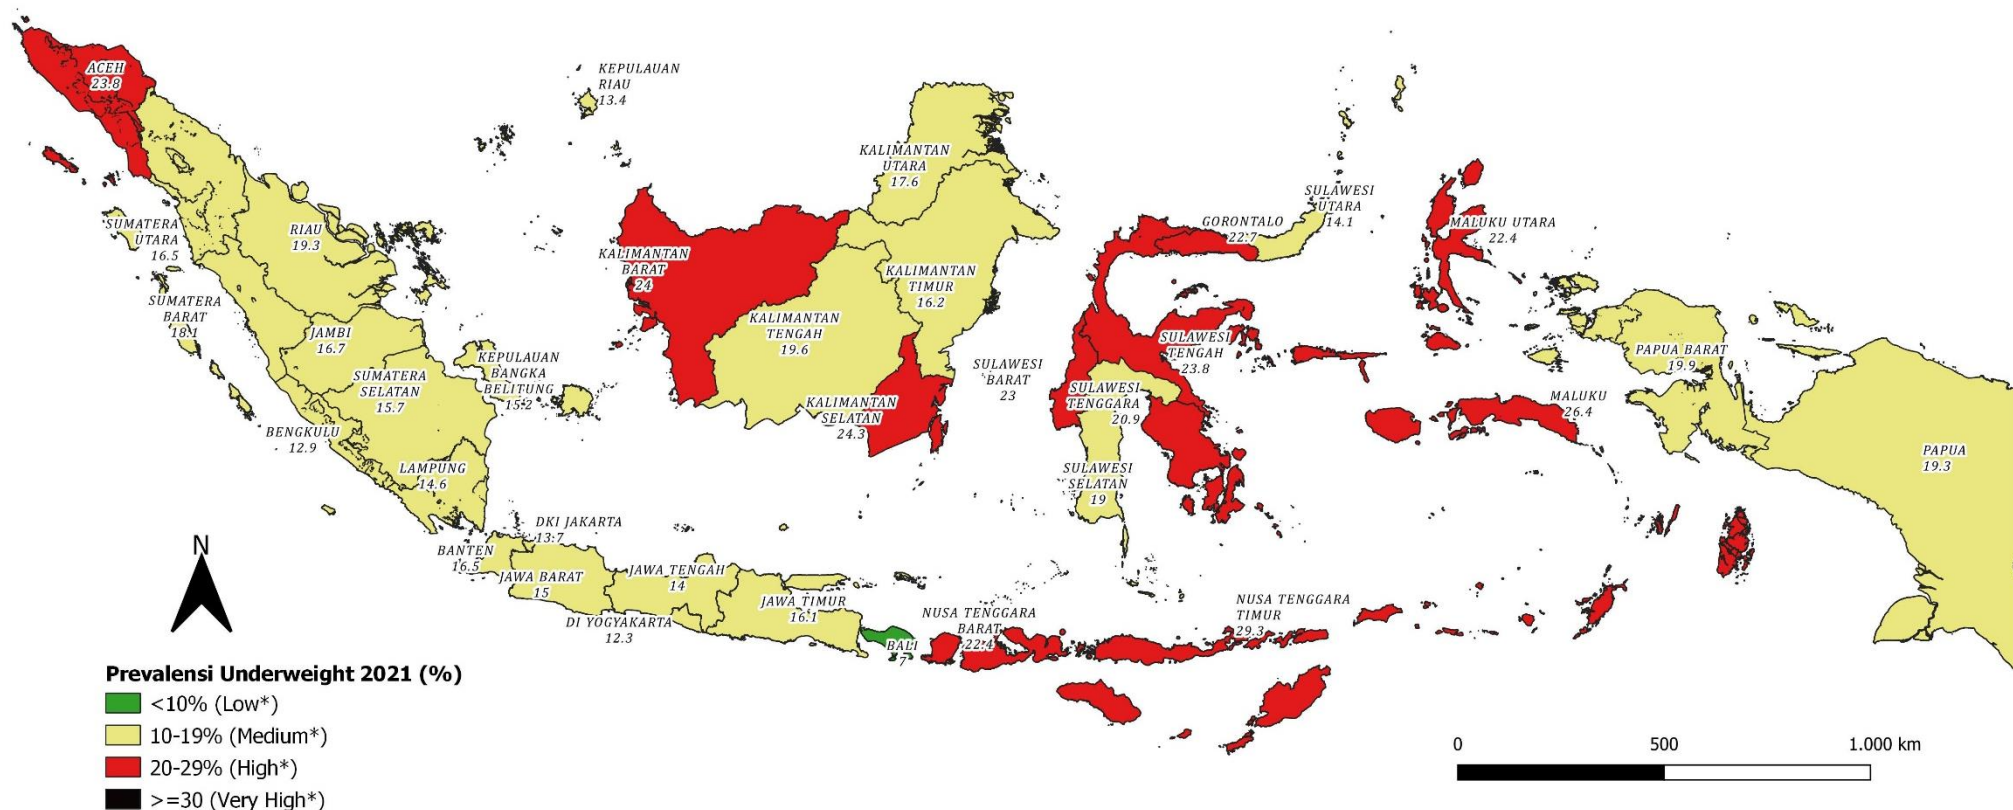 ACEH
23.8
KEPULAUAN
RIAU
13.4
KALIMANTAN
UTARA
17.6
SUMATERA
UTARA
16.5
RIAU
19.3
SULAWESI
UTARA
14.1
GORONTALO
22.7
MALUKU UTARA
22.4
KALIMANTAN
BARAT
24
KALIMANTAN
TIMUR
16.2
SUMATERA
BARAT
18.1
JAMBI
16.7
KALIMANTAN
TENGAH
19.6
SULAWESI
TENGAH
23.8
PAPUA BARAT
19.9
KEPULAUAN
BANGKA
BELITUNG
15.2
SULAWESI
BARAT
23
SUMATERA
SELATAN
15.7
SULAWESI
TENGGARA
20.9
KALIMANTAN
SELATAN
24.3
MALUKU
26.4
BENGKULU
12.9
PAPUA
19.3
LAMPUNG
14.6
SULAWESI
SELATAN
19
DKI JAKARTA
13.7
N
BANTEN
16.5
JAWA BARAT
15
JAWA TENGAH
14
JAWA TIMUR
16.1
DI YOGYAKARTA
12.3
BALI
7
NUSA TENGGARA
BARAT
22.4
NUSA TENGGARA
TIMUR
29.3
Prevalensi Underweight 2021 (%)
<10% (Low*)
10-19% (Medium*)
20-29% (High*)
>=30 (Very High*)
0 500 1.000 km